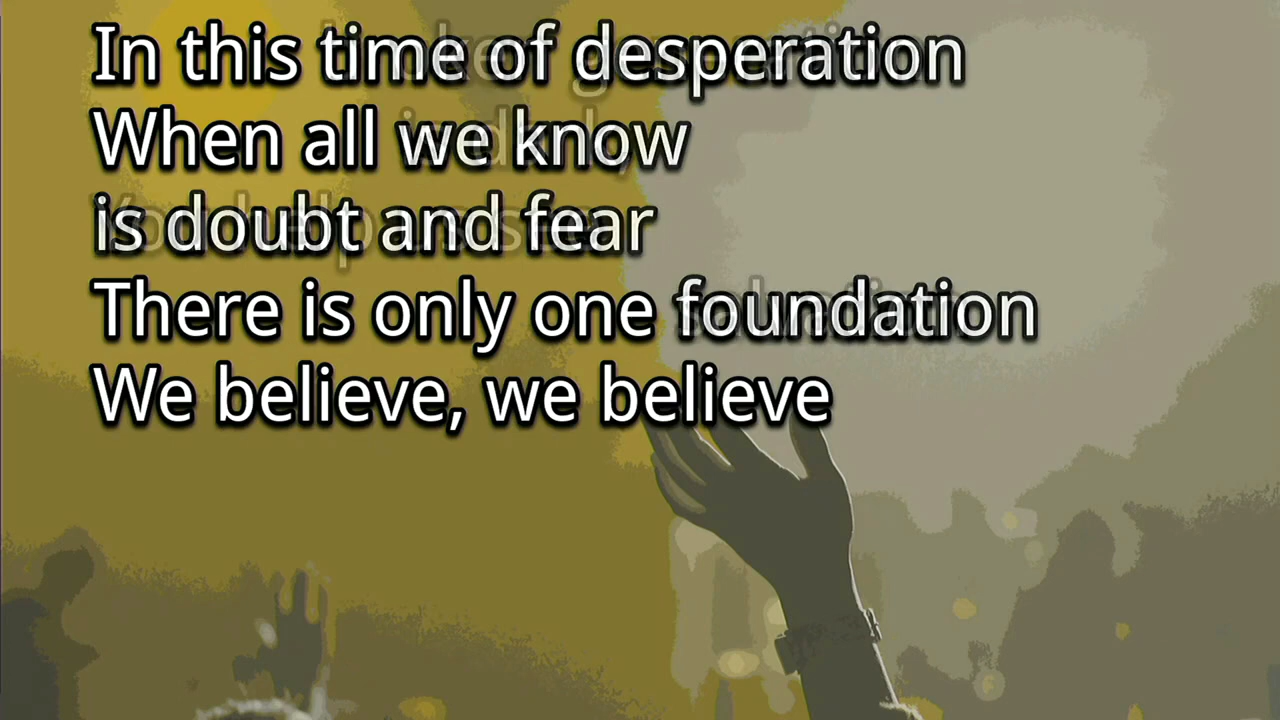 In this time of desperation
When all we know
is doubt and fear
There is only one foundation
We believe, we believe